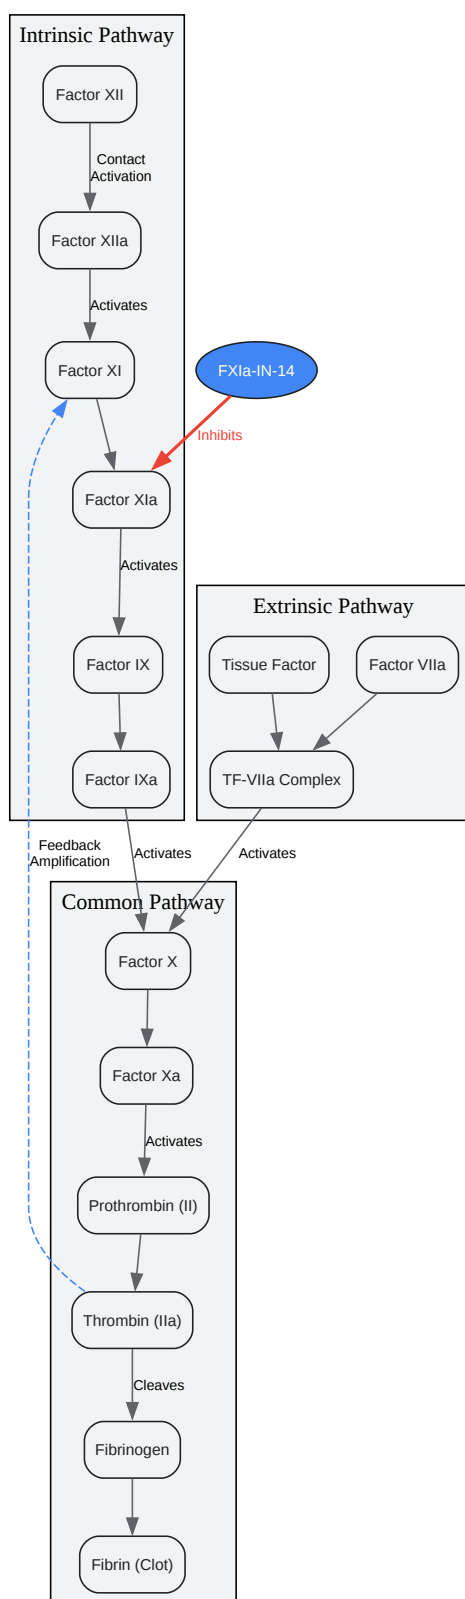 Intrinsic Pathway
Factor XII
Contact
Activation
Factor XIIa
Activates
Factor XI
FXIa-IN-14
Inhibits
Factor XIa
Activates
Extrinsic Pathway
Factor IX
Tissue Factor
Factor VIIa
Factor IXa
TF-VIIa Complex
Feedback
Amplification
Activates
Activates
Common Pathway
Factor X
Factor Xa
Activates
Prothrombin (II)
Thrombin (IIa)
Cleaves
Fibrinogen
Fibrin (Clot)